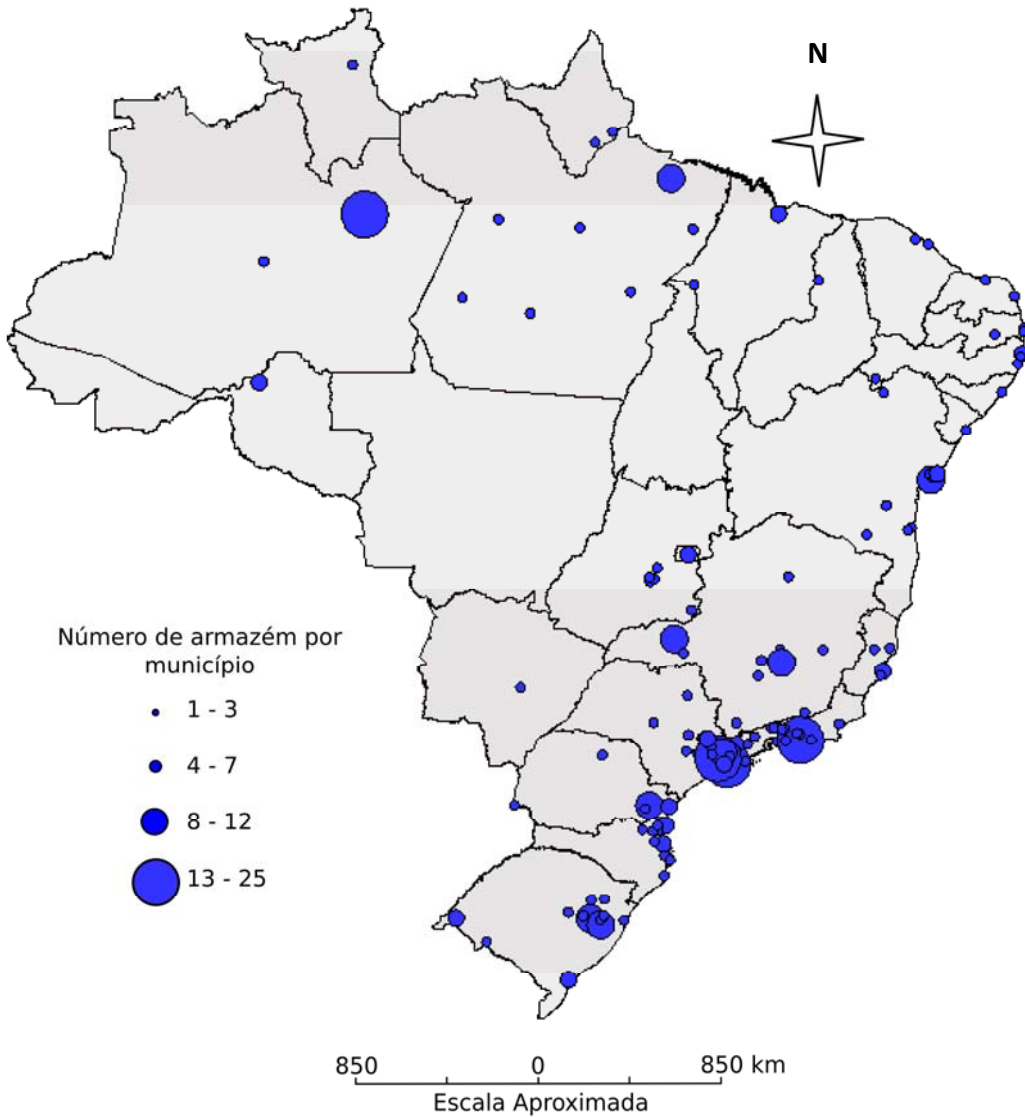 N
Número de armazém por
município
1 - 3
4 - 7
8 - 12
13 - 25
850 0 850 km
Escala Aproximada